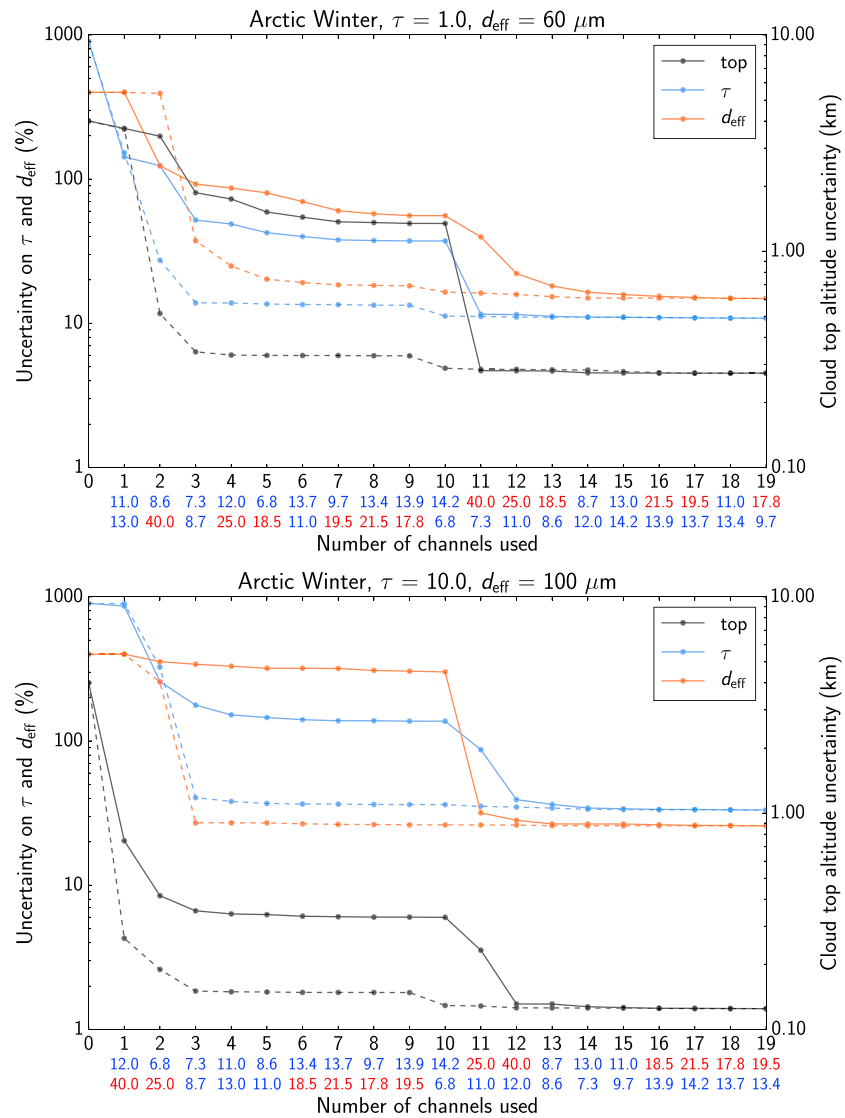 Arctic Winter, τ = 1.0, d_eff = 60 μm
Uncertainty on τ and d_eff (%)
1000
100
10
1
top
τ
d_eff
10.00
1.00
0.10
Cloud top altitude uncertainty (km)
0 1 2 3 4 5 6 7 8 9 10 11 12 13 14 15 16 17 18 19
11.0 8.6 7.3 12.0 6.8 13.7 9.7 13.4 13.9 14.2 40.0 25.0 18.5 8.7 13.0 21.5 19.5 11.0 17.8
13.0 40.0 8.7 25.0 18.5 11.0 19.5 21.5 17.8 6.8 7.3 11.0 8.6 12.0 14.2 13.9 13.7 13.4 9.7
Number of channels used
Arctic Winter, τ = 10.0, d_eff = 100 μm
Uncertainty on τ and d_eff (%)
1000
100
10
1
top
τ
d_eff
10.00
1.00
0.10
Cloud top altitude uncertainty (km)
0 1 2 3 4 5 6 7 8 9 10 11 12 13 14 15 16 17 18 19
12.0 6.8 7.3 11.0 8.6 13.4 13.7 9.7 13.9 14.2 25.0 40.0 8.7 13.0 11.0 18.5 21.5 17.8 19.5
40.0 25.0 8.7 13.0 11.0 18.5 21.5 17.8 19.5 6.8 11.0 12.0 8.6 7.3 9.7 13.9 14.2 13.7 13.4
Number of channels used